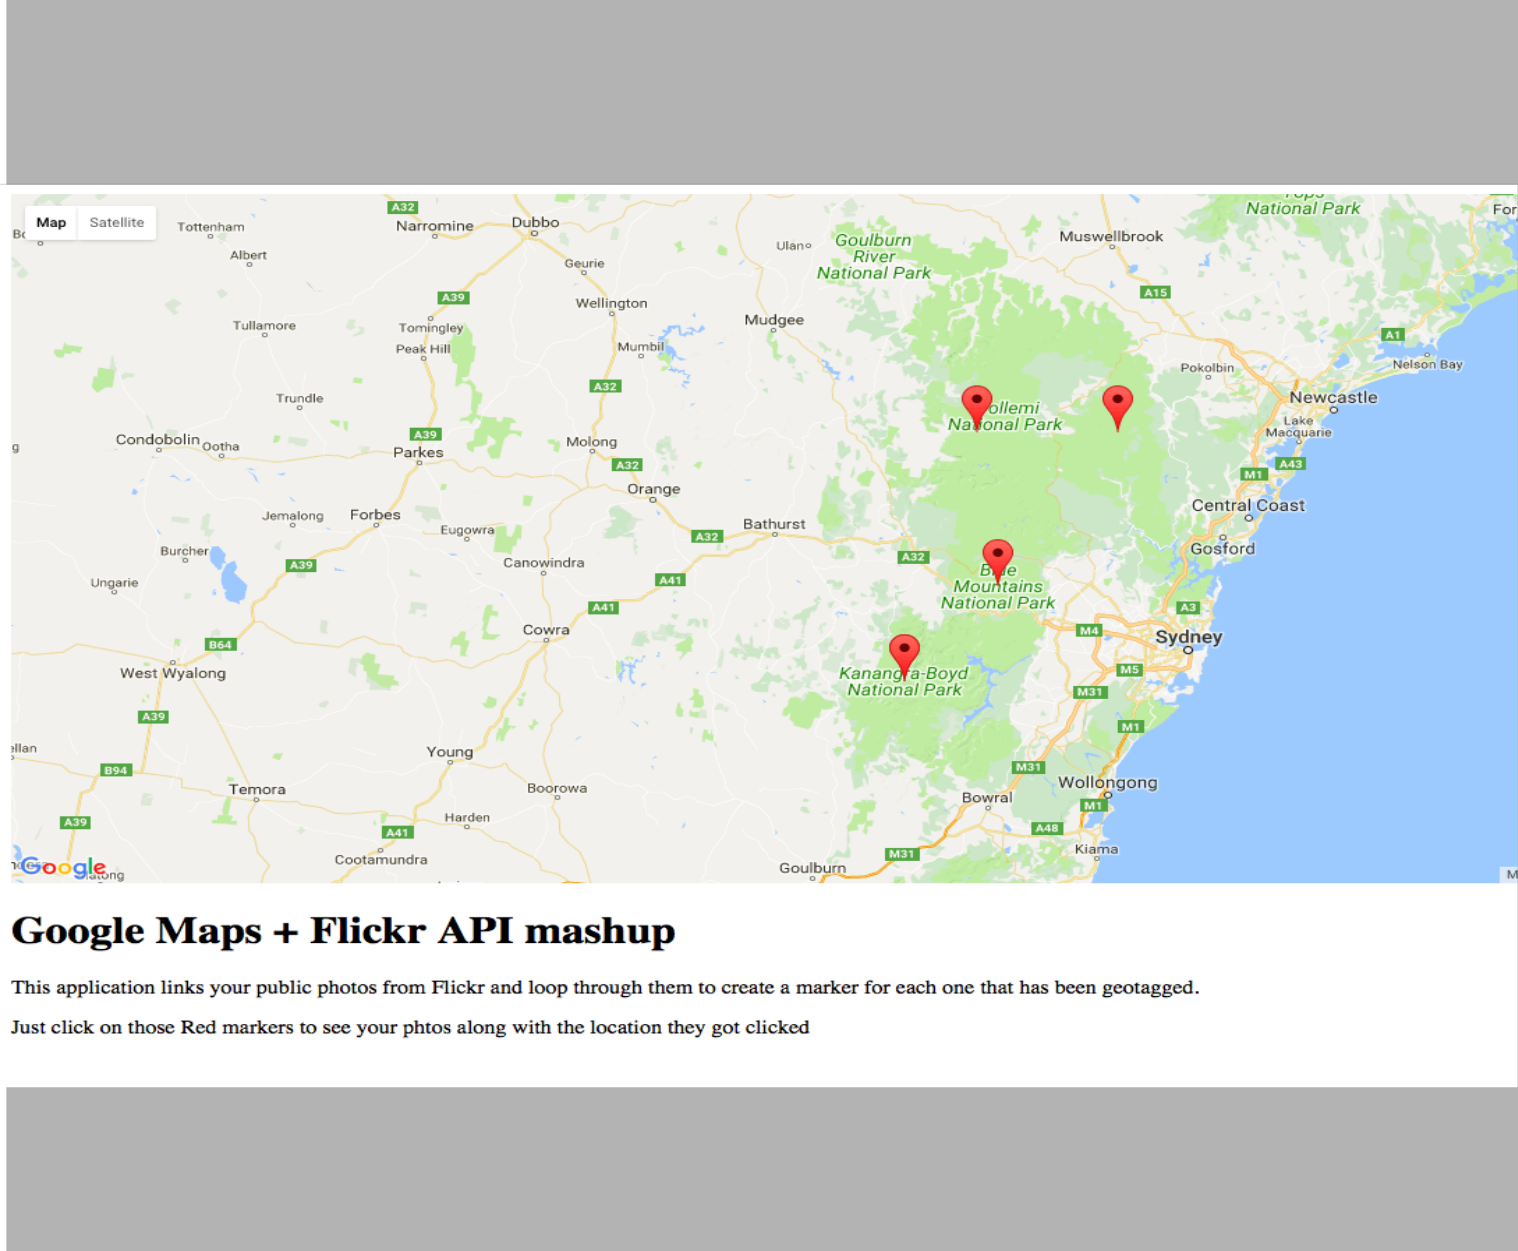 Map Satellite
Tottenham
A32
Narromine
Dubbo
Tops
National Park
For
Bo
Albert
Geurie
Ulan
Goulburn
River
National Park
Muswellbrook
A39
Wellington
A15
Tullamore
Tomingley
Peak Hill
Mumbil
Mudgee
A1
Nelson Bay
Pokolbin
Trundle
A32
Newcastle
Lake
Macquarie
ollemi
National Park
Condobolin
Ootha
A39
Parkes
Molong
A32
A43
M1
Orange
Central Coast
Jemalong
Forbes
Eugowra
Bathurst
A32
Gosford
Burcher
A39
Canowindra
A32
Blue
Mountains
National Park
Ungarie
A41
A41
A3
B64
Cowra
M4
Sydney
West Wyalong
Kanangra-Boyd
National Park
M5
M31
A39
M1
ellan
Young
B94
M31
Temora
Boorowa
Bowral
Wollongong
M1
A39
A41
Harden
A48
Cootamundra
M31
Kiama
Google
Goulburn
M
Google Maps + Flickr API mashup
This application links your public photos from Flickr and loop through them to create a marker for each one that has been geotagged.
Just click on those Red markers to see your phtos along with the location they got clicked